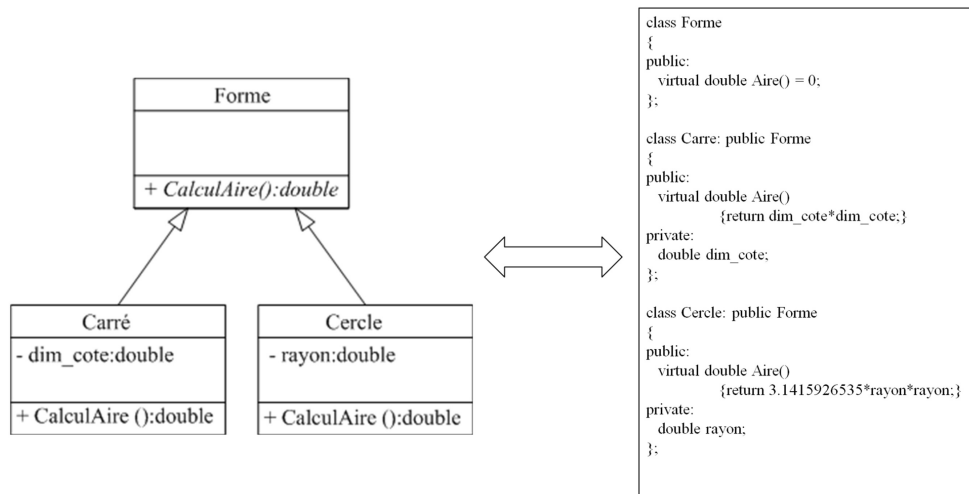 Forme
+ CalculAire():double
Carré
- dim_cote:double
+ CalculAire ():double
Cercle
- rayon:double
+ CalculAire ():double
class Forme
{
public:
virtual double Aire() = 0;
};
class Carre: public Forme
{
public:
virtual double Aire()
{return dim_cote*dim_cote;}
private:
double dim_cote;
};
class Cercle: public Forme
{
public:
virtual double Aire()
{return 3.1415926535*rayon*rayon;}
private:
double rayon;
};